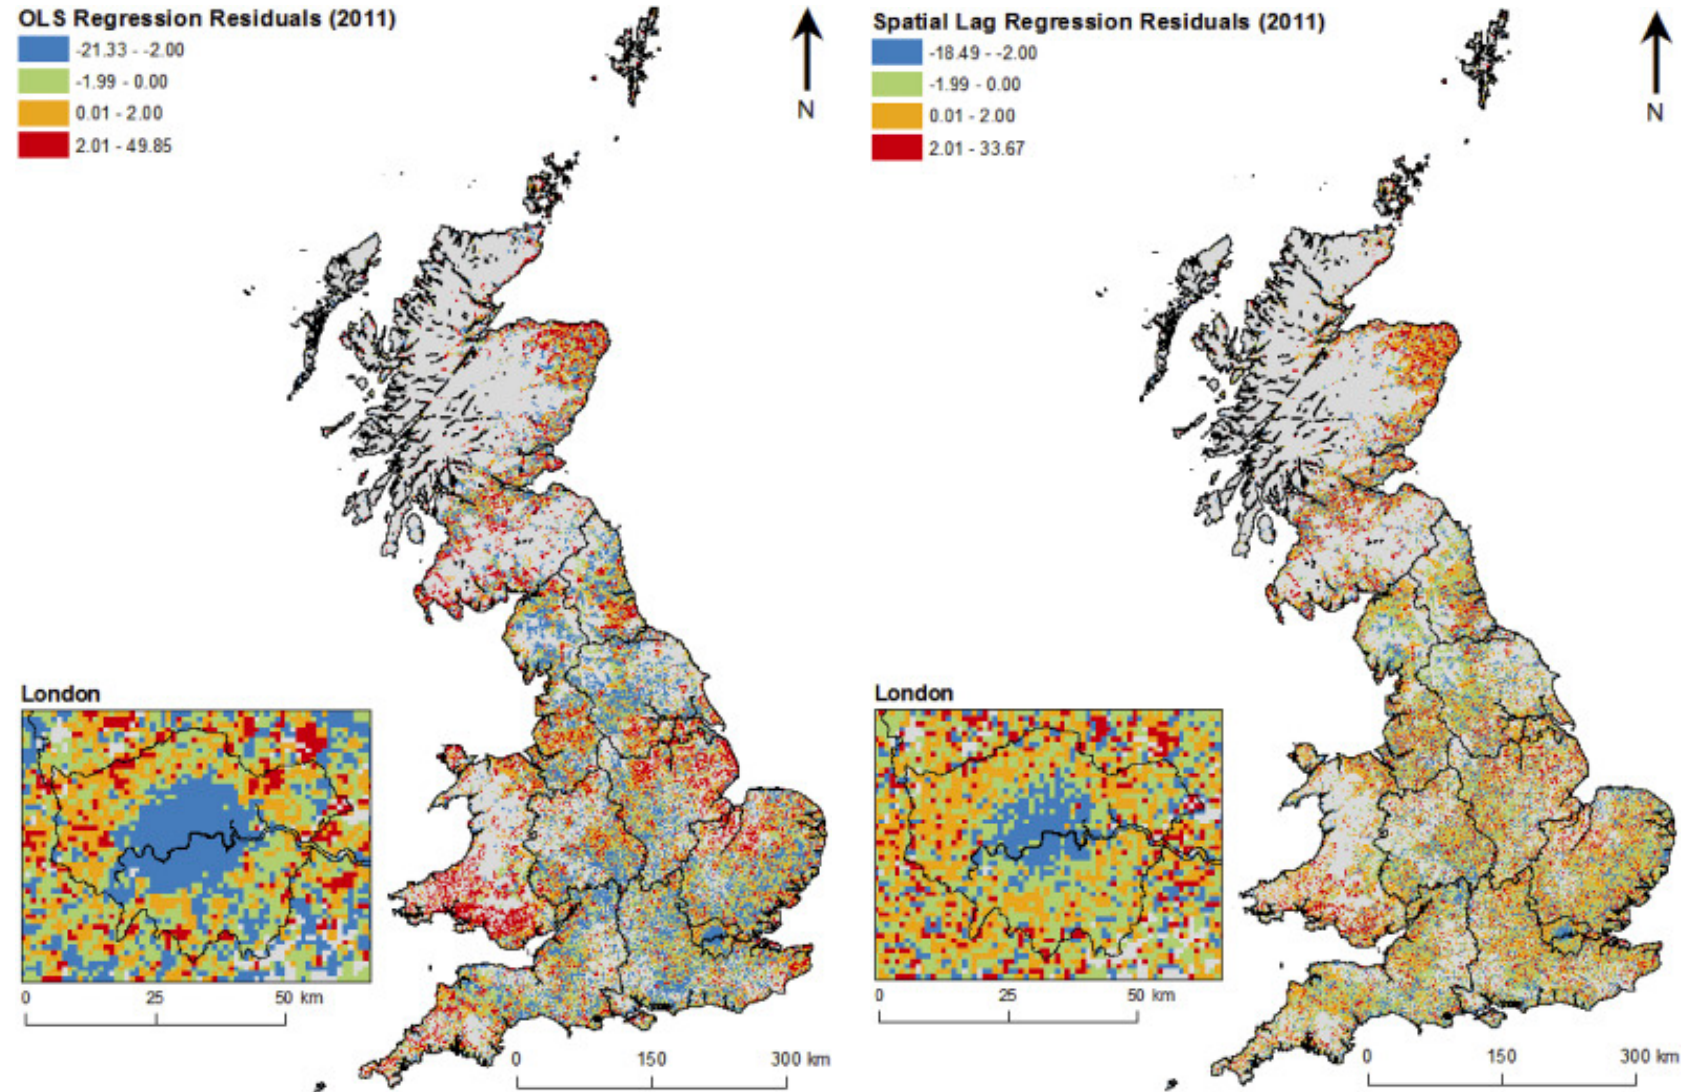 OLS Regression Residuals (2011)
-21.33 - -2.00
-1.99 - 0.00
0.01 - 2.00
2.01 - 49.85
N
London
0 25 50 km
0 150 300 km
Spatial Lag Regression Residuals (2011)
-18.49 - -2.00
-1.99 - 0.00
0.01 - 2.00
2.01 - 33.67
N
London
0 25 50 km
0 150 300 km